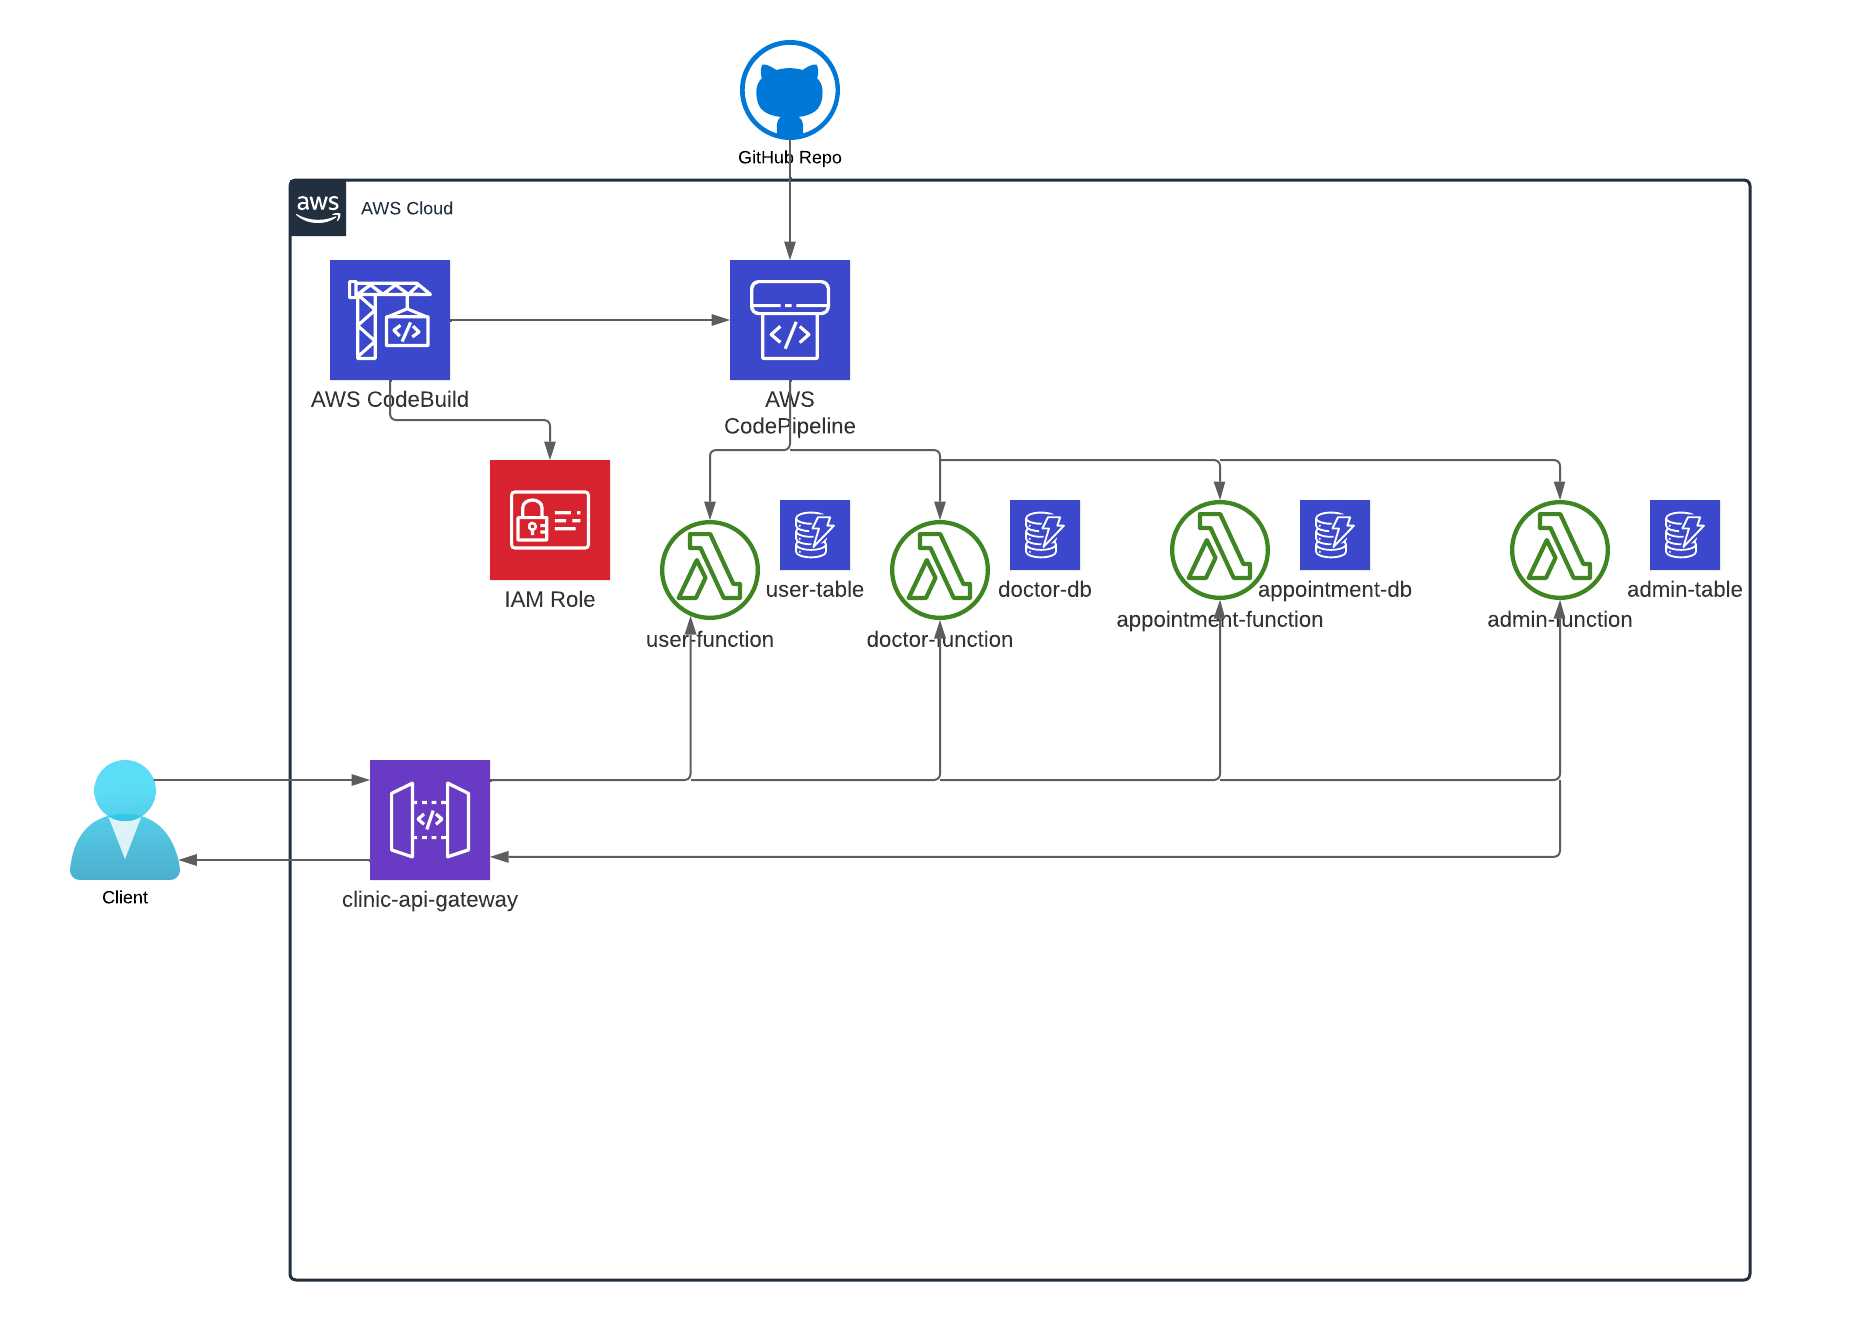 GitHub Repo
aws
AWS Cloud
AWS CodeBuild
AWS
CodePipeline
IAM Role
user-table
doctor-db
appointment-db
admin-table
user-function
doctor-function
appointment-function
admin-function
Client
clinic-api-gateway